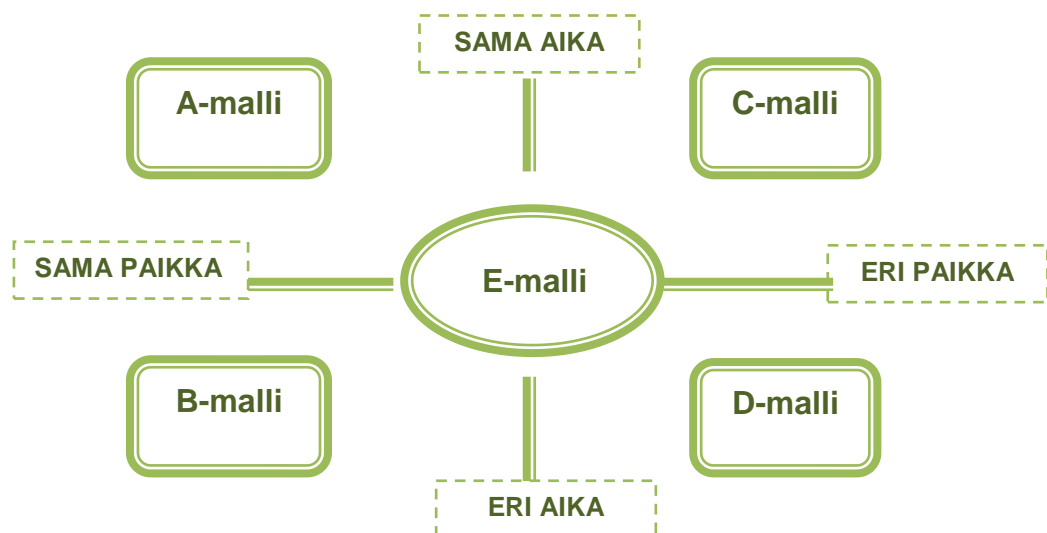 SAMA AIKA
A-malli
C-malli
SAMA PAIKKA
E-malli
ERI PAIKKA
B-malli
D-malli
ERI AIKA